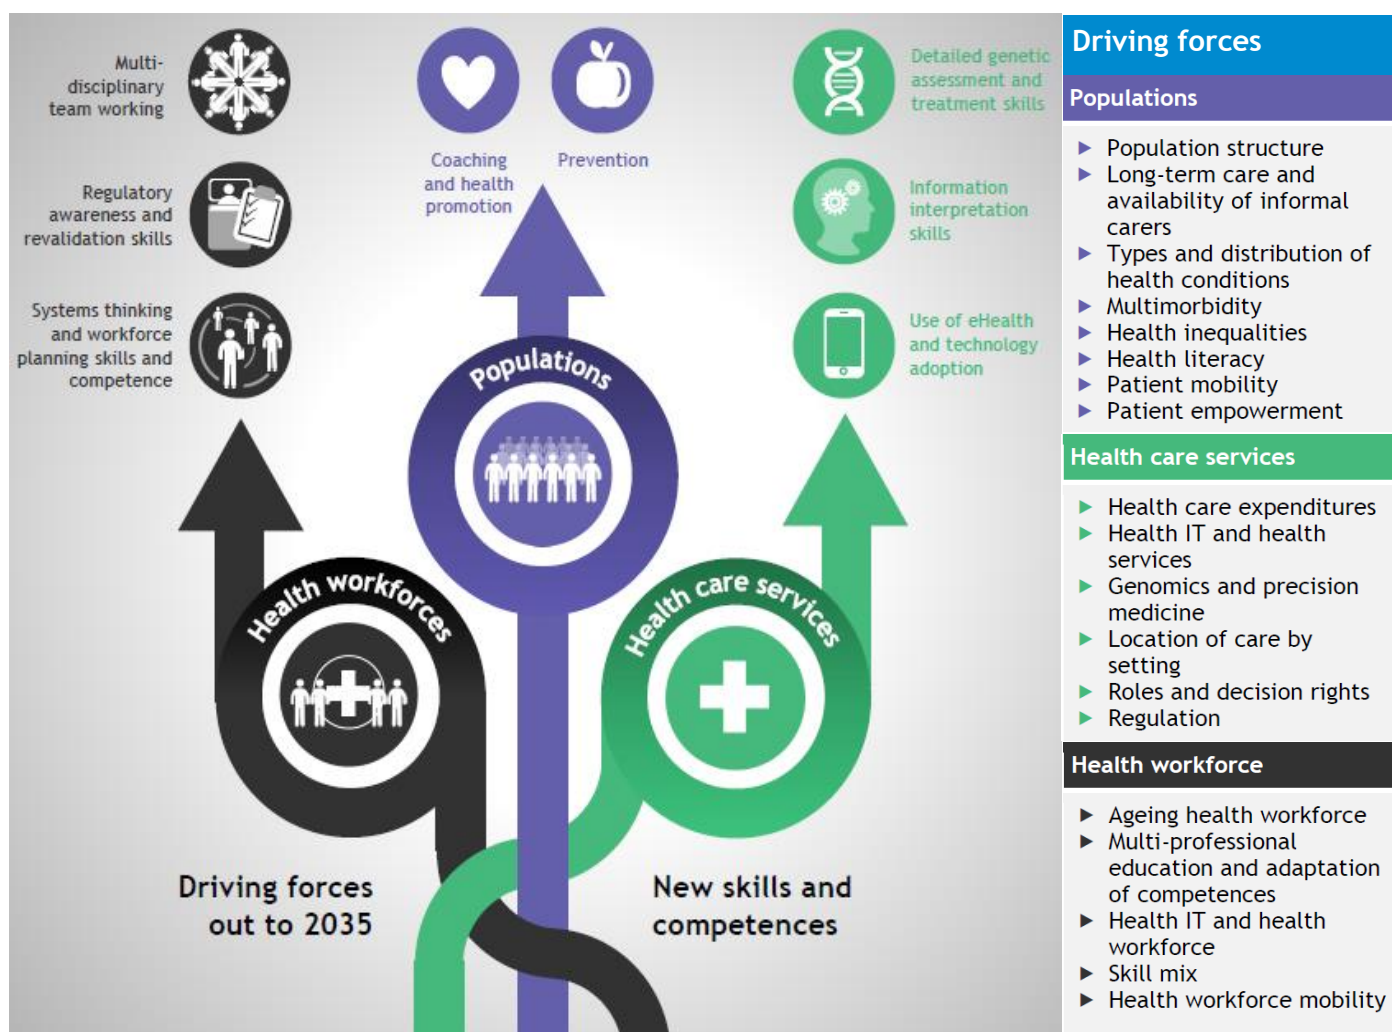 Multi-
disciplinary
team working
Regulatory
awareness and
revalidation skills
Systems thinking
and workforce
planning skills and
competence
Coaching
and health
promotion
Prevention
Detailed genetic
assessment and
treatment skills
Information
interpretation
skills
Use of eHealth
and technology
adoption
Populations
Health workforces
Health care services
Driving forces
out to 2035
New skills and
competences
Driving forces
Populations
Population structure
Long-term care and
availability of informal
carers
Types and distribution of
health conditions
Multimorbidity
Health inequalities
Health literacy
Patient mobility
Patient empowerment
Health care services
Health care expenditures
Health IT and health
services
Genomics and precision
medicine
Location of care by
setting
Roles and decision rights
Regulation
Health workforce
Ageing health workforce
Multi-professional
education and adaptation
of competences
Health IT and health
workforce
Skill mix
Health workforce mobility